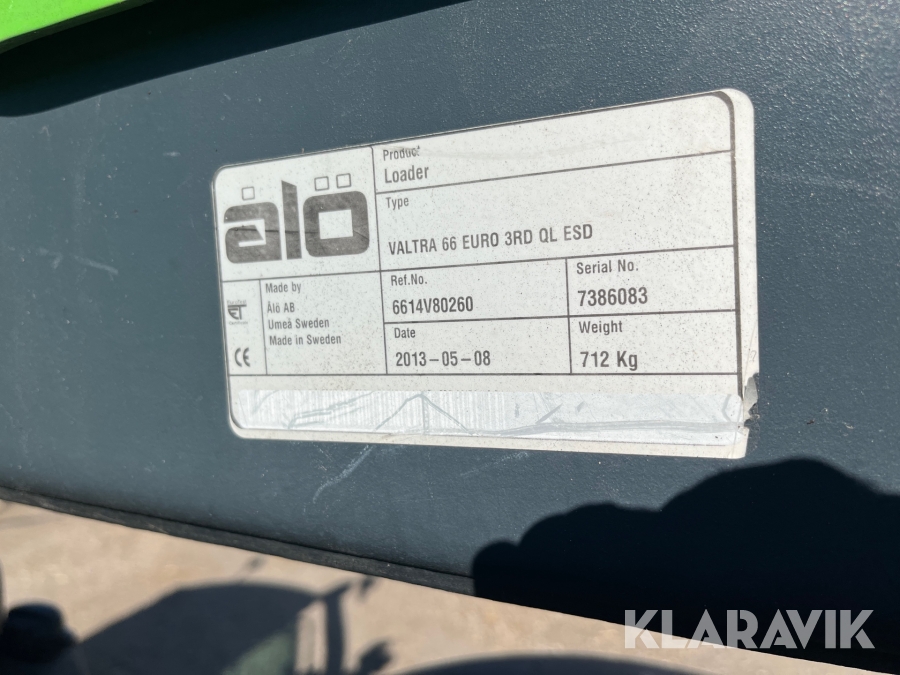 älö
Product
Loader
Type
VALTRA 66 EURO 3RD QL ESD
Made by
Ålö AB
Umeå Sweden
Made in Sweden
CE
Ref.No.
6614V80260
Serial No.
7386083
Date
2013-05-08
Weight
712 Kg
KLARAVIK